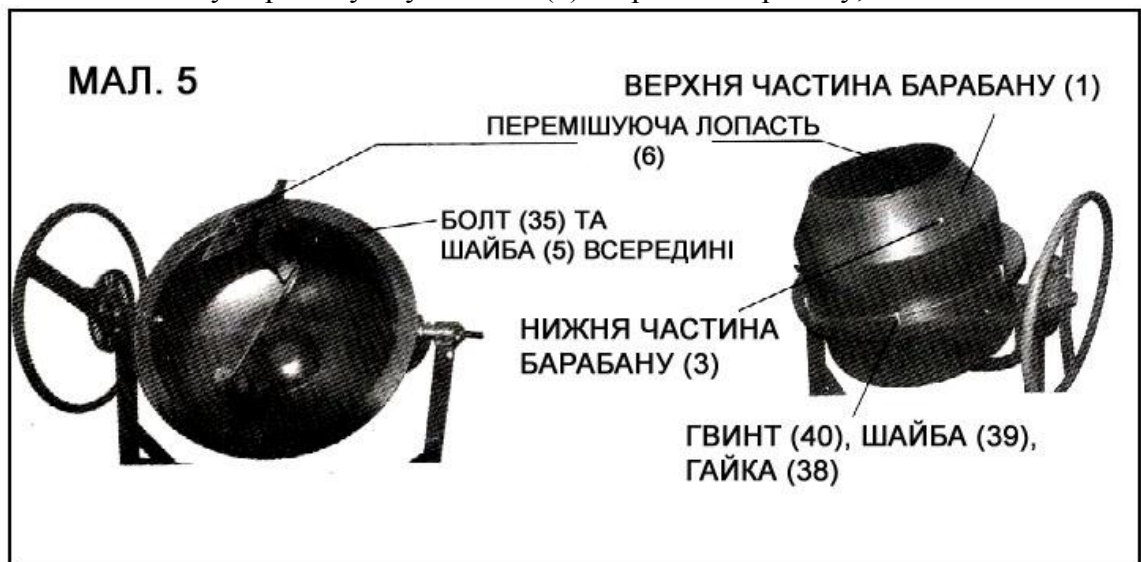 МАЛ. 5
ВЕРХНЯ ЧАСТИНА БАРАБАНУ (1)
ПЕРЕМІШУЮЧА ЛОПАСТЬ
(6)
БОЛТ (35) ТА
ШАЙБА (5) ВСЕРЕДИНІ
НИЖНЯ ЧАСТИНА
БАРАБАНУ (3)
ГВИНТ (40), ШАЙБА (39),
ГАЙКА (38)